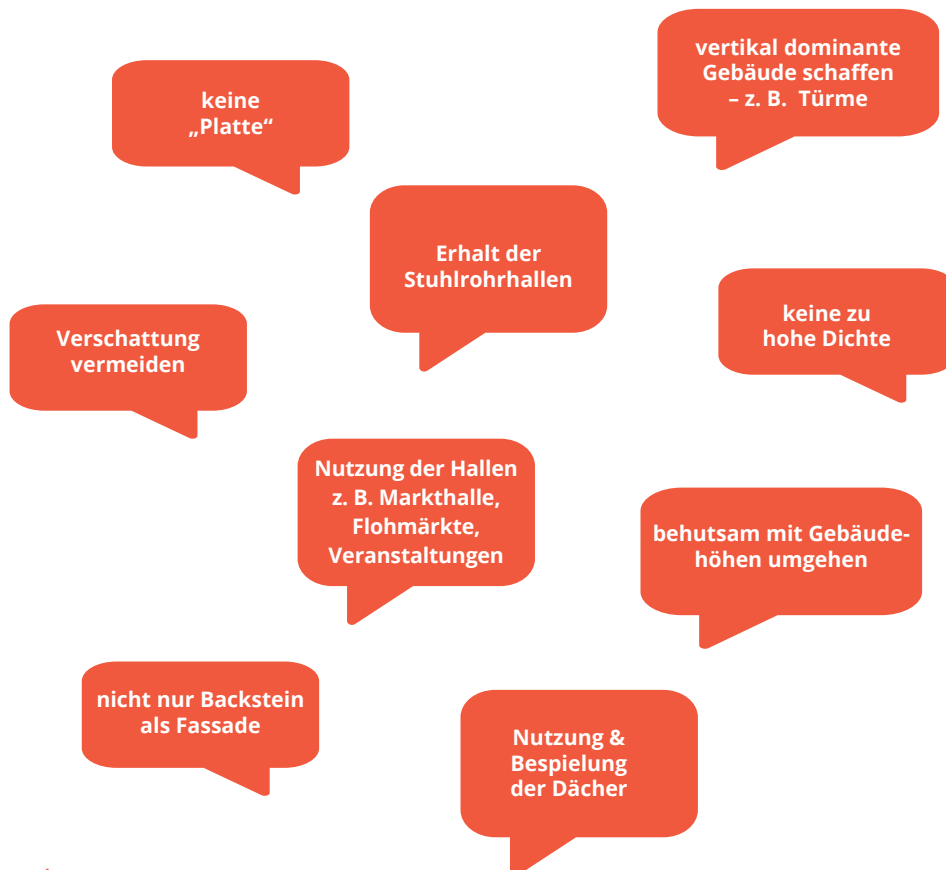 keine
„Platte“
vertikal dominante
Gebäude schaffen
– z. B. Türme
Erhalt der
Stuhlrohrhallen
keine zu
hohe Dichte
Verschattung
vermeiden
Nutzung der Hallen
z. B. Markthalle,
Flohmärkte,
Veranstaltungen
behutsam mit Gebäude-
höhen umgehen
nicht nur Backstein
als Fassade
Nutzung &
Bespielung
der Dächer